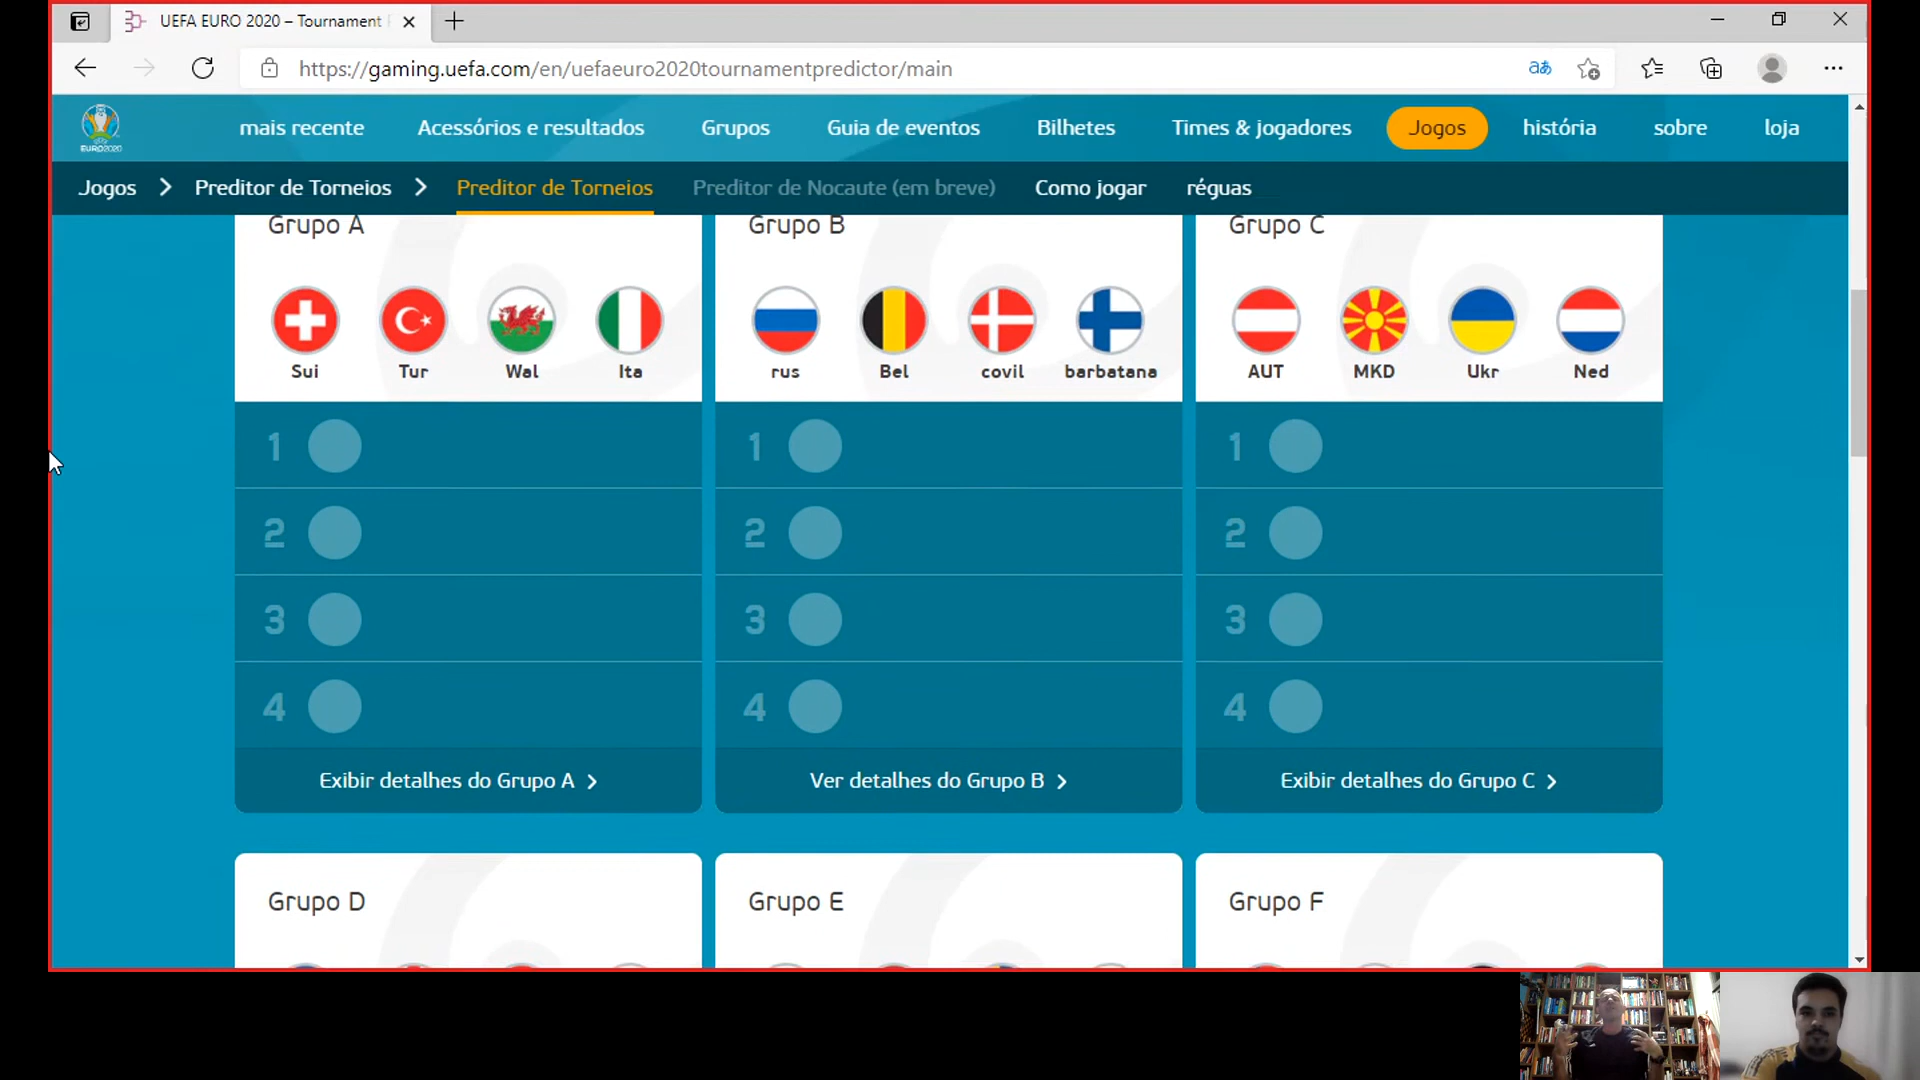 UEFA EURO 2020 – Tournament
https://gaming.uefa.com/en/uefaeuro2020tournamentpredictor/main
aあ
EURO2020
mais recente Acessórios e resultados Grupos Guia de eventos Bilhetes Times & jogadores Jogos história sobre loja
Jogos Preditor de Torneios Preditor de Torneios Preditor de Nocaute (em breve) Como jogar réguas
Grupo A Grupo B Grupo C
Sui Tur Wal Ita rus Bel covil barbatana AUT MKD Ukr Ned
1 1 1
2 2 2
3 3 3
4 4 4
Exibir detalhes do Grupo A Ver detalhes do Grupo B Exibir detalhes do Grupo C
Grupo D Grupo E Grupo F